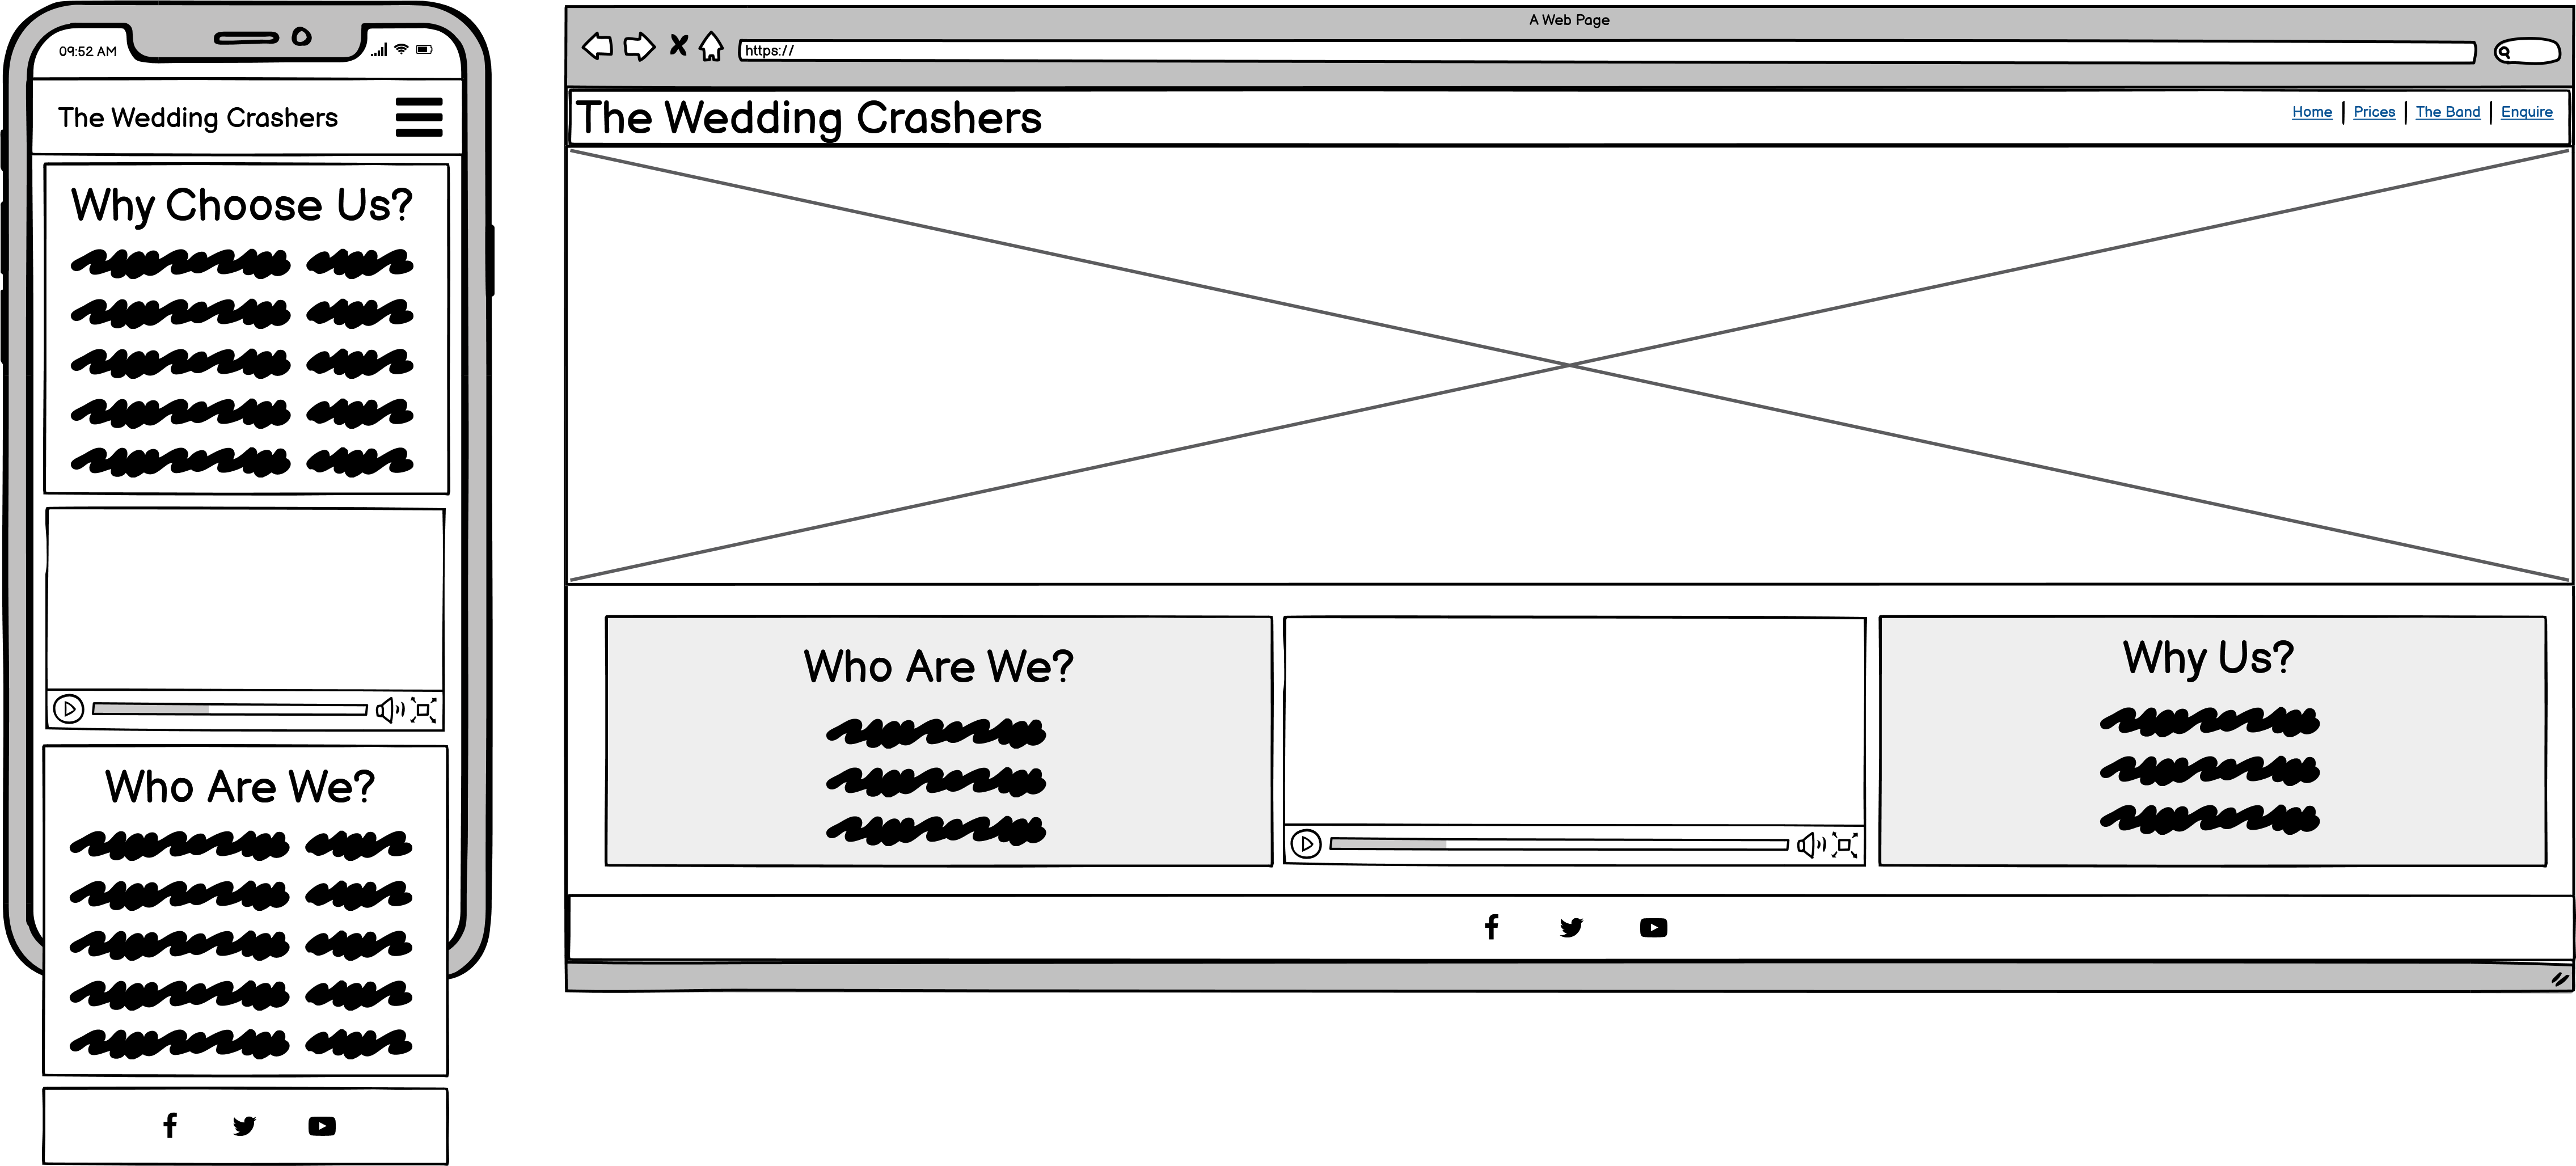 09:52 AM
The Wedding Crashers
Why Choose Us?
Who Are We?
A Web Page
https://
The Wedding Crashers
Home | Prices | The Band | Enquire
Who Are We?
Why Us?